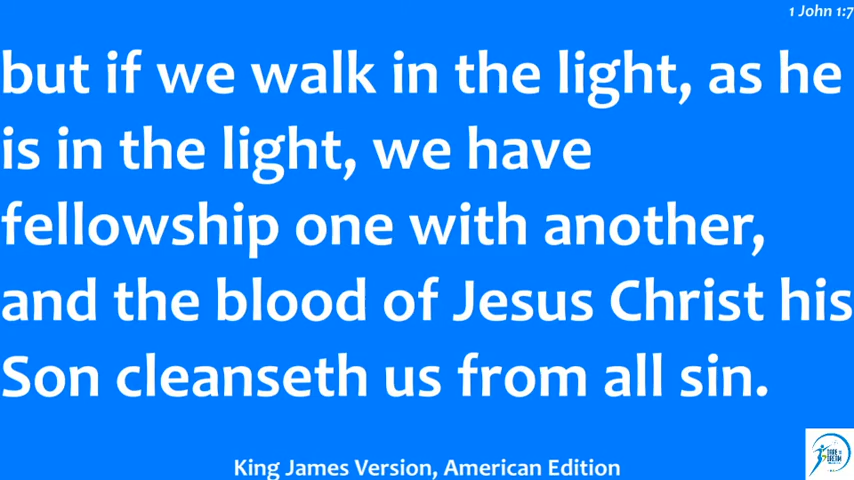 1 John 1:7
but if we walk in the light, as he
is in the light, we have
fellowship one with another,
and the blood of Jesus Christ his
Son cleanseth us from all sin.
King James Version, American Edition